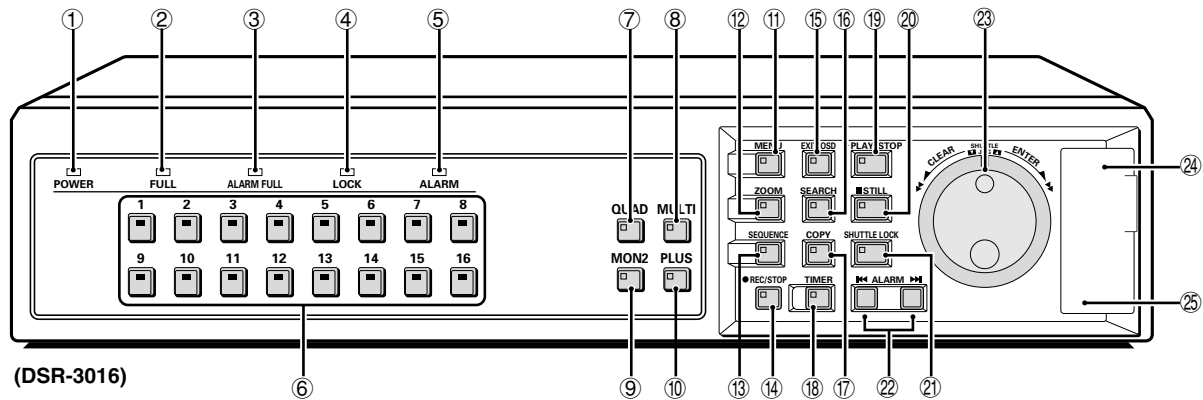 ① ② ③ ④ ⑤ ⑦ ⑧ ⑫ ⑪ ⑮ ⑯ ⑲ ⑳ ㉓
POWER FULL ALARM FULL LOCK ALARM
1 2 3 4 5 6 7 8
9 10 11 12 13 14 15 16
QUAD MULTI
MON2 PLUS
MENU EXIT/OSD PLAY/STOP
ZOOM SEARCH STILL
SEQUENCE COPY SHUTTLE LOCK
●REC/STOP TIMER ⏮ ALARM ⏭
CLEAR SHUTTLE JOG ENTER
㉔
㉕
(DSR-3016)
⑥ ⑨ ⑩ ⑬ ⑭ ⑱ ⑰ ㉒ ㉑